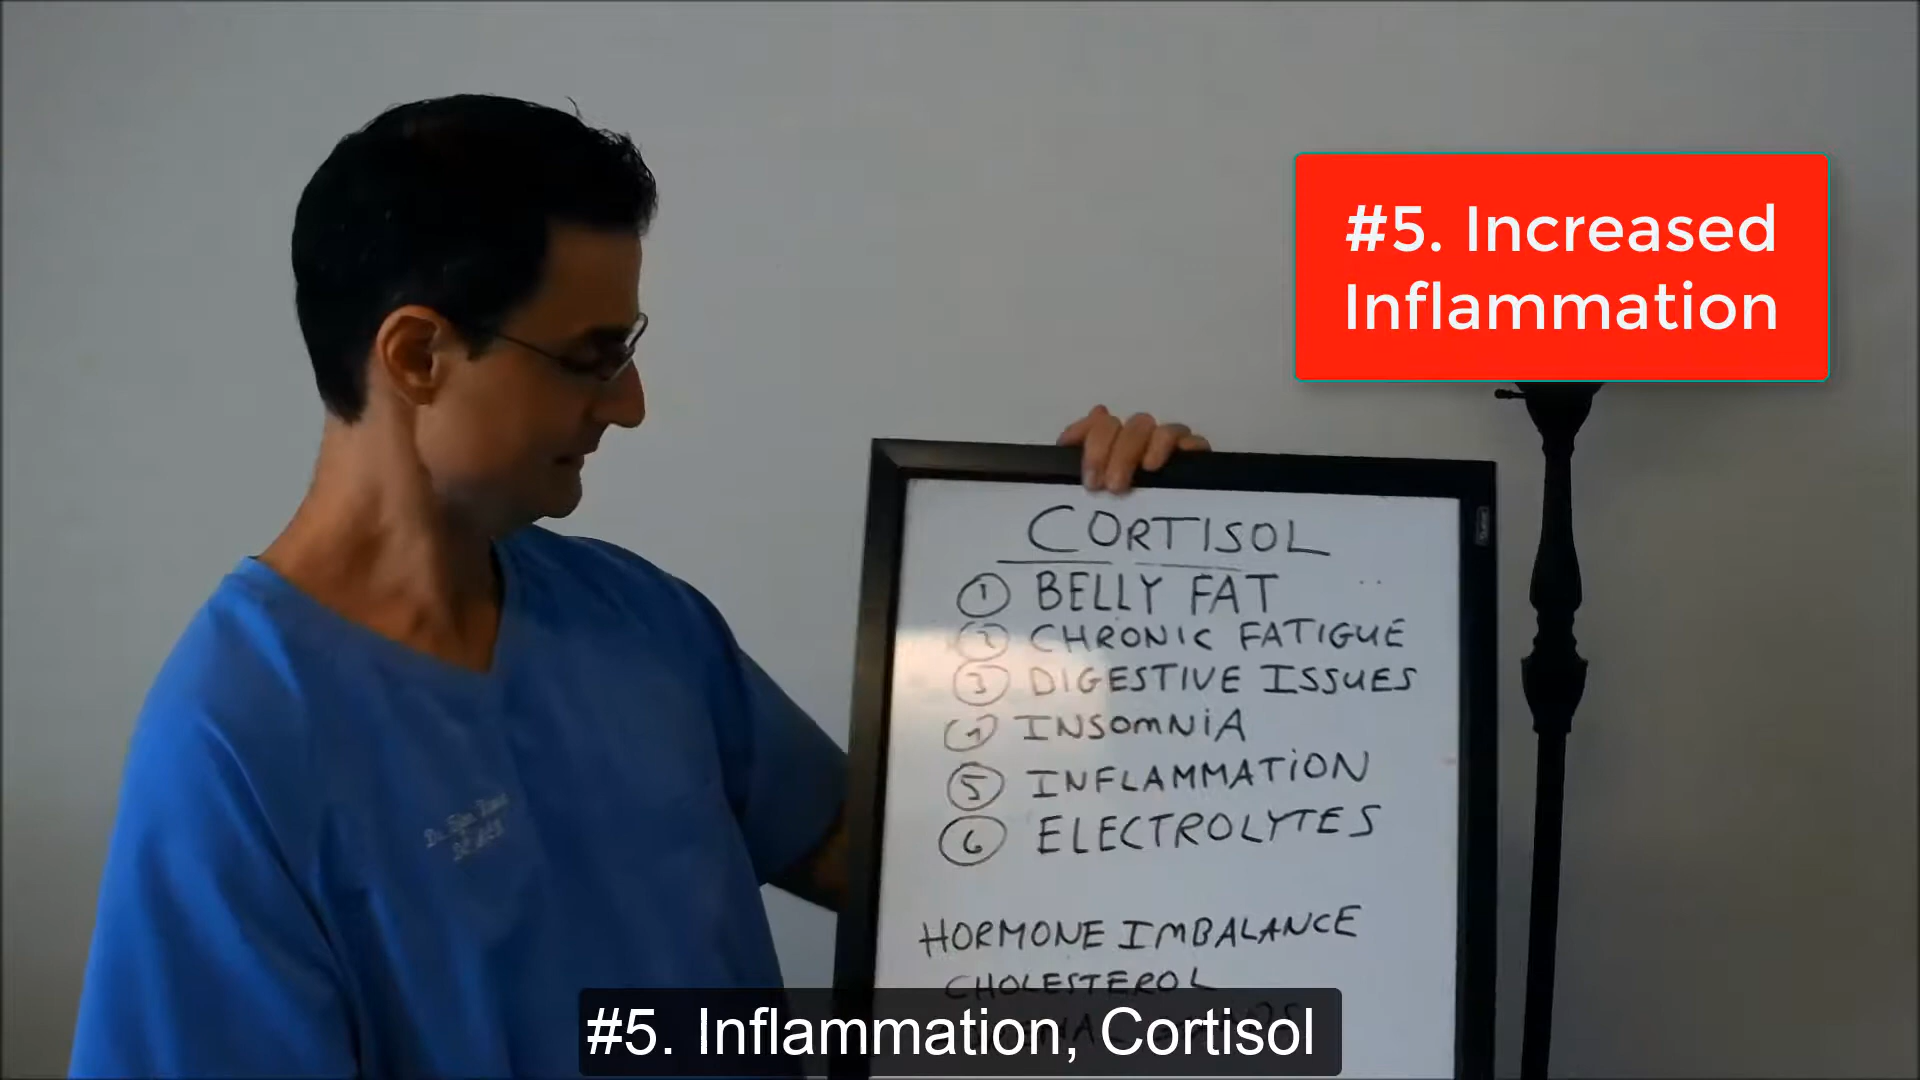 #5. Increased
Inflammation
CORTISOL
1 BELLY FAT
2 CHRONIC FATIGUE
3 DIGESTIVE ISSUES
4 INSOMNIA
5 INFLAMMATION
6 ELECTROLYTES
HORMONE IMBALANCE
CHOLESTEROL
#5. Inflammation, Cortisol